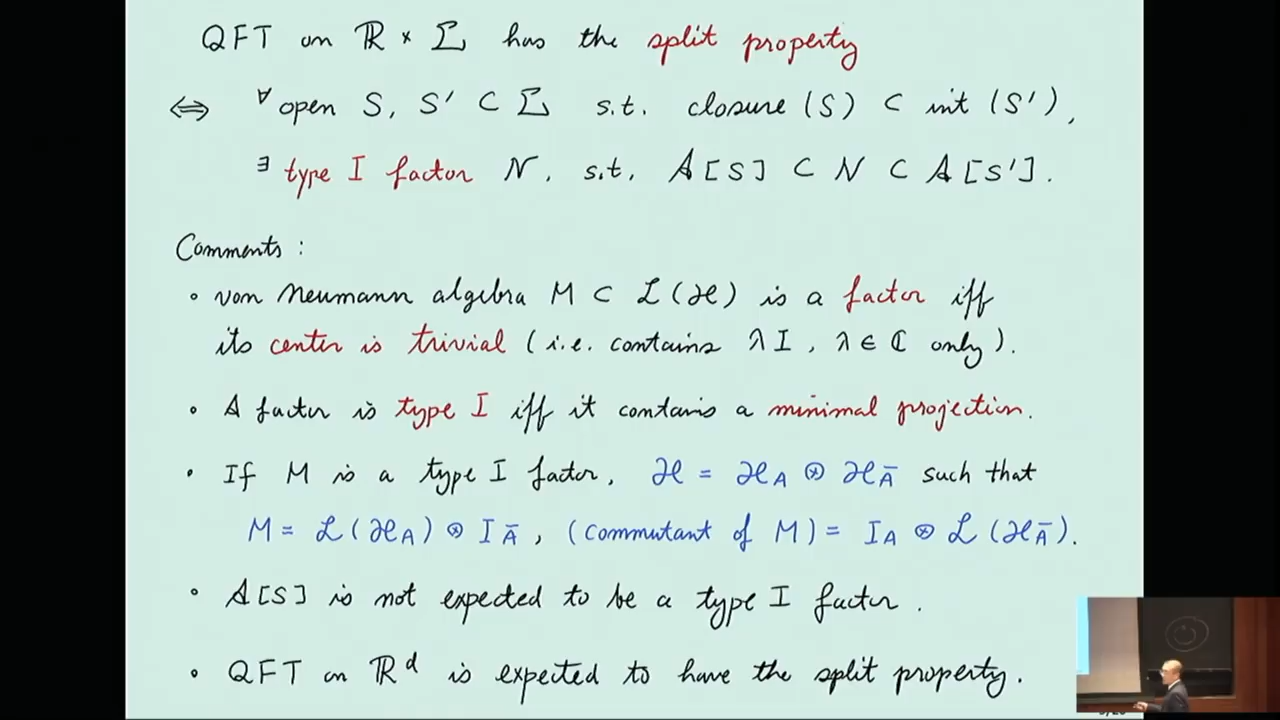 QFT on ℝ × Σ has the split property
⟺ ∀ open S, S' ⊂ Σ s.t. closure (S) ⊂ int (S'),
∃ type I factor N, s.t. A[S] ⊂ N ⊂ A[S'].
Comments :
• von Neumann algebra M ⊂ ℒ(ℋ) is a factor iff
its center is trivial (i.e. contains λI, λ ∈ ℂ only).
• A factor is type I iff it contains a minimal projection.
• If M is a type I factor, ℋ = ℋ_A ⊗ ℋ_Ā such that
M = ℒ(ℋ_A) ⊗ I_Ā, (commutant of M) = I_A ⊗ ℒ(ℋ_Ā).
• A[S] is not expected to be a type I factor.
• QFT on ℝ^d is expected to have the split property.